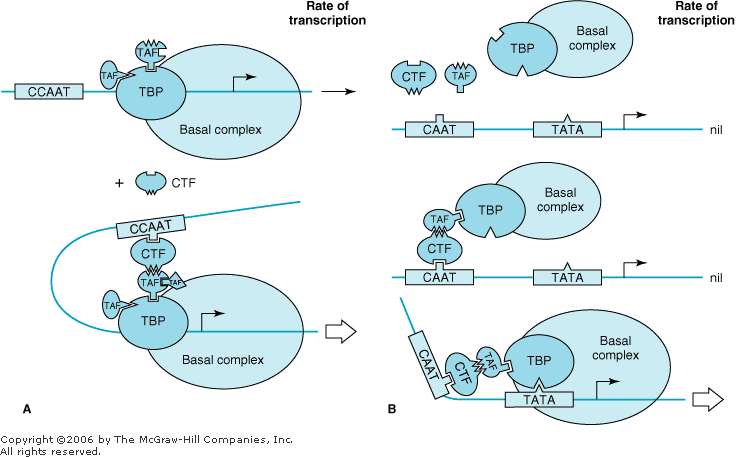 Rate of
transcription
TAF
TAF
CCAAT
TBP
Basal complex
+ CTF
CCAAT
CTF
TAF
TAF
TAF
TBP
Basal complex
A
Rate of
transcription
Basal
complex
TBP
CTF
TAF
CAAT
TATA
nil
Basal
complex
TAF
TBP
CTF
CAAT
TATA
nil
Basal
complex
TBP
TAF
CTF
CAAT
TATA
B
Copyright ©2006 by The McGraw-Hill Companies, Inc.
All rights reserved.